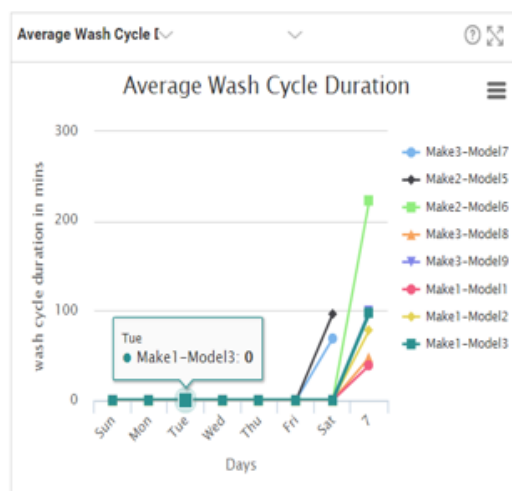 Average Wash Cycle D
Average Wash Cycle Duration
300
200
100
0
wash cycle duration in mins
Tue
Make1-Model3: 0
Sun
Mon
Tue
Wed
Thu
Fri
Sat
7
Days
Make3-Model7
Make2-Model5
Make2-Model6
Make3-Model8
Make3-Model9
Make1-Model1
Make1-Model2
Make1-Model3